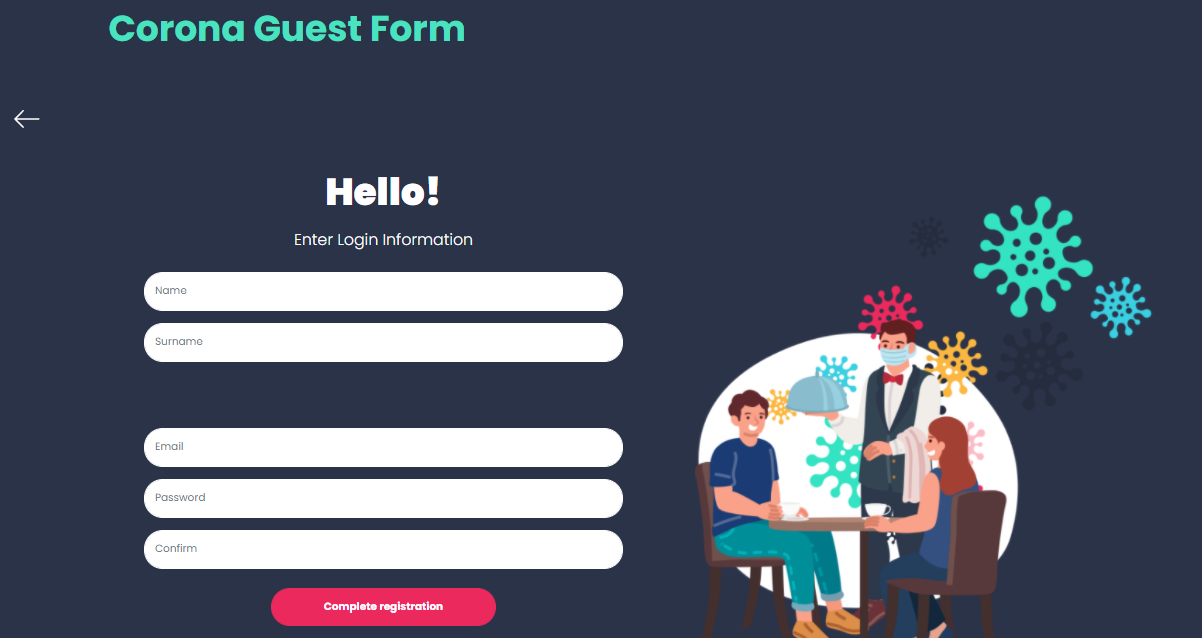 Corona Guest Form
Hello!
Enter Login Information
Name
Surname
Email
Password
Confirm
Complete registration